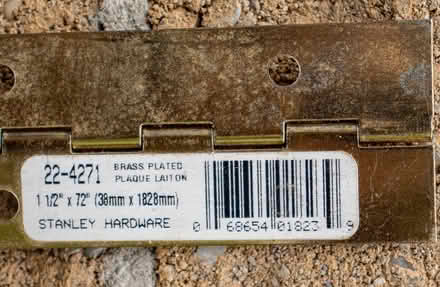 22-4271 BRASS PLATED
PLAQUE LAITON
1 1/2" x 72" (38mm x 1828mm)
STANLEY HARDWARE
0 68654 01823 9